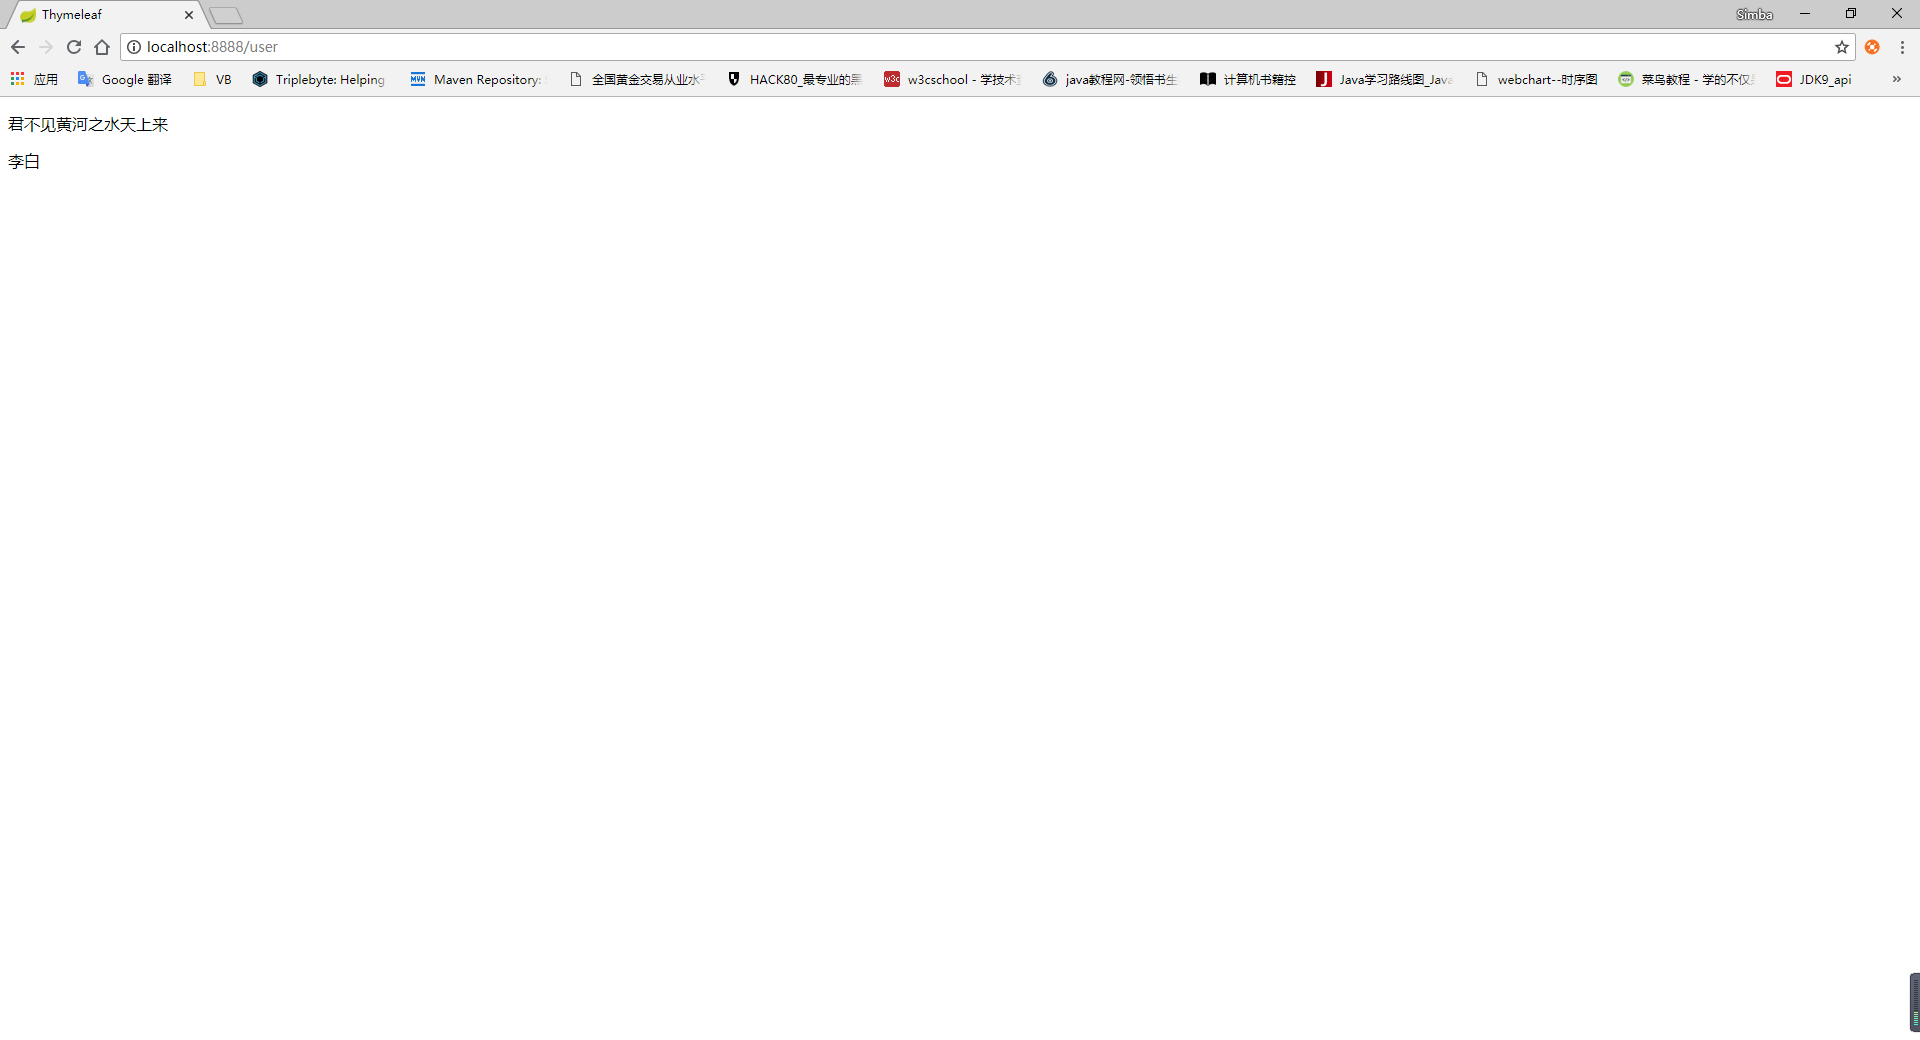 Thymeleaf
Simba
localhost:8888/user
应用 Google 翻译 VB Triplebyte: Helping Maven Repository: 全国黄金交易从业水 HACK80_最专业的 w3cschool - 学技术 java教程网-领悟书生 计算机书籍控 Java学习路线图_Java webchart--时序图 菜鸟教程 - 学的不仅 JDK9_api »
君不见黄河之水天上来
李白